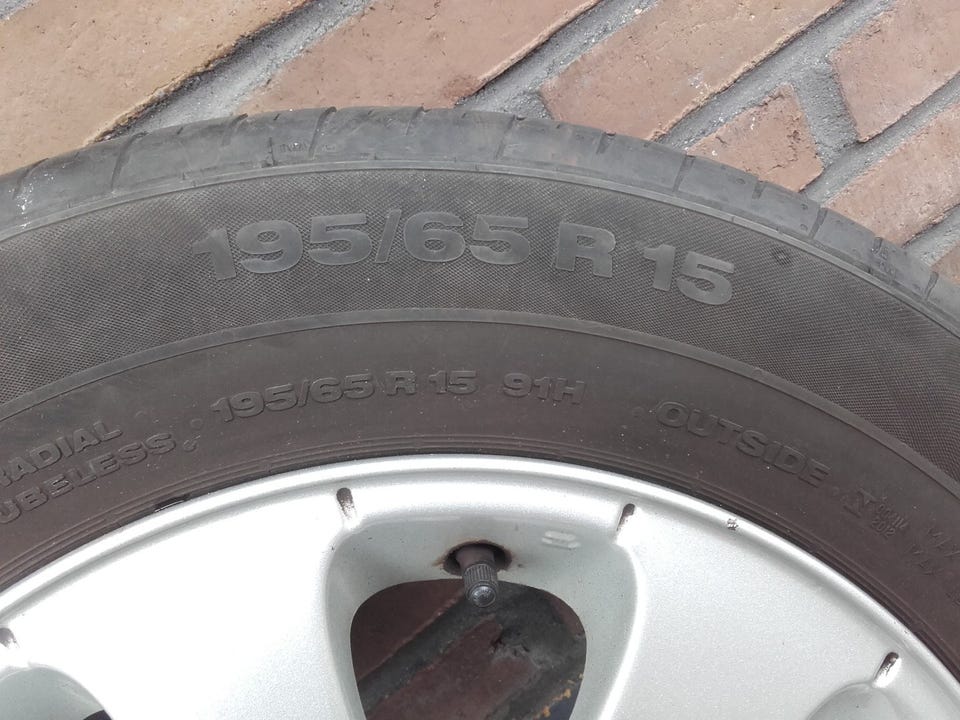 195/65 R 15
RADIAL
TUBELESS
195/65 R 15 91H
OUTSIDE